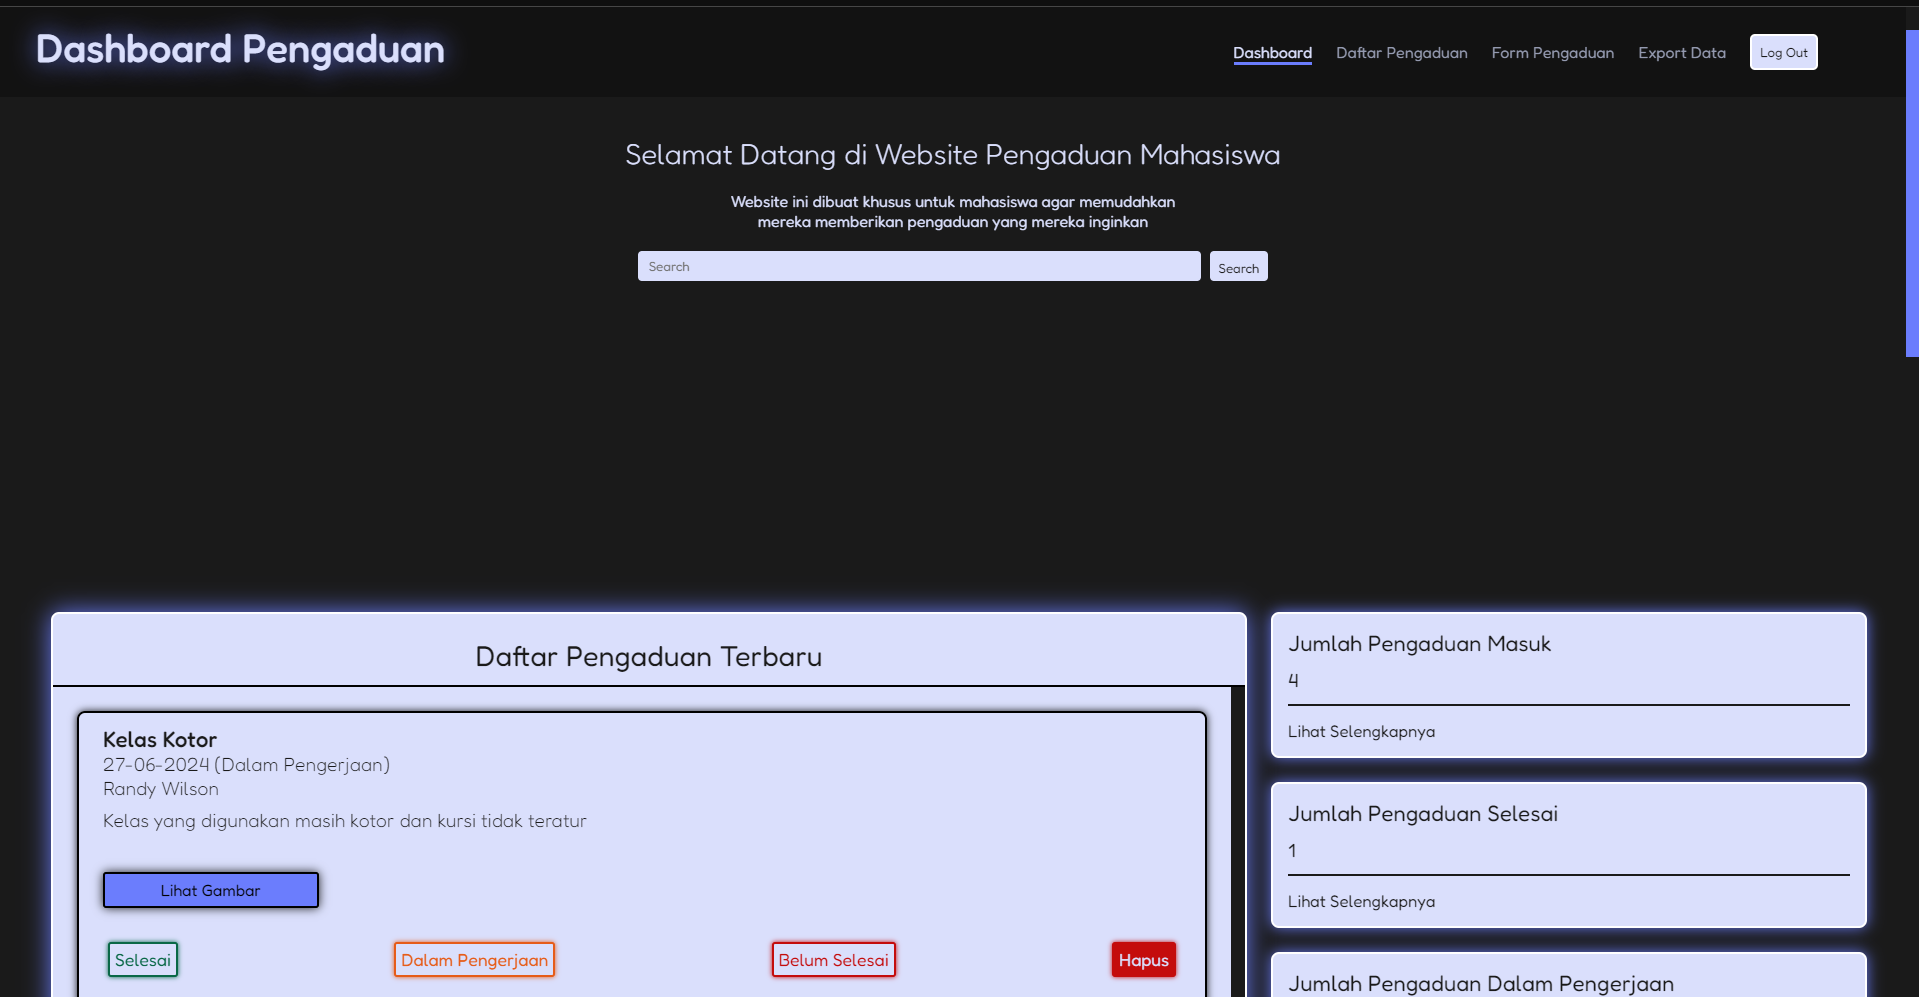 Dashboard Pengaduan
Dashboard
Daftar Pengaduan
Form Pengaduan
Export Data
Log Out
Selamat Datang di Website Pengaduan Mahasiswa
Website ini dibuat khusus untuk mahasiswa agar memudahkan
mereka memberikan pengaduan yang mereka inginkan
Search
Search
Daftar Pengaduan Terbaru
Kelas Kotor
27-06-2024 (Dalam Pengerjaan)
Randy Wilson
Kelas yang digunakan masih kotor dan kursi tidak teratur
Lihat Gambar
Selesai
Dalam Pengerjaan
Belum Selesai
Hapus
Jumlah Pengaduan Masuk
4
Lihat Selengkapnya
Jumlah Pengaduan Selesai
1
Lihat Selengkapnya
Jumlah Pengaduan Dalam Pengerjaan